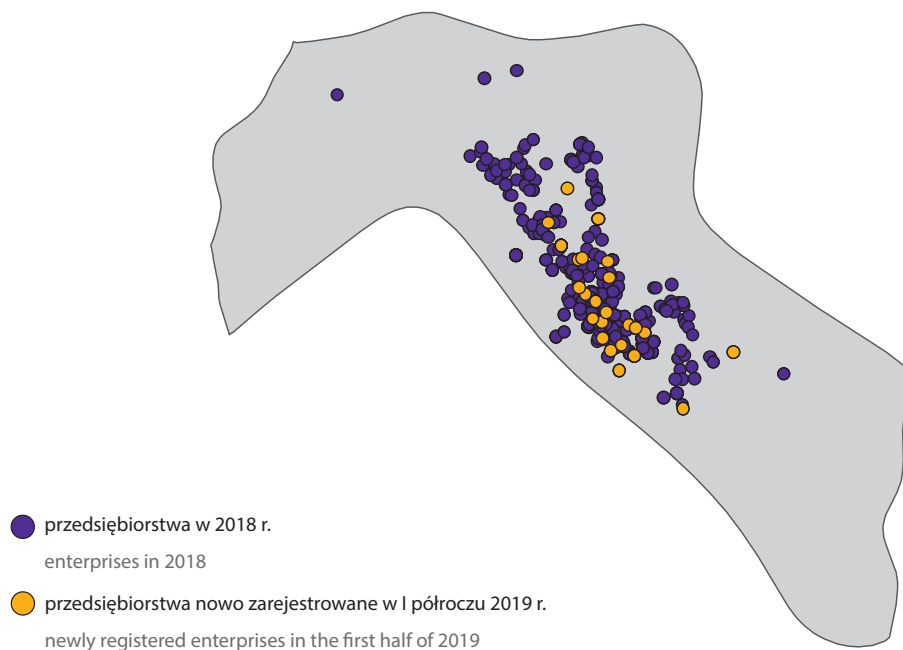 przedsiębiorstwa w 2018 r.
enterprises in 2018
przedsiębiorstwa nowo zarejestrowane w I półroczu 2019 r.
newly registered enterprises in the first half of 2019